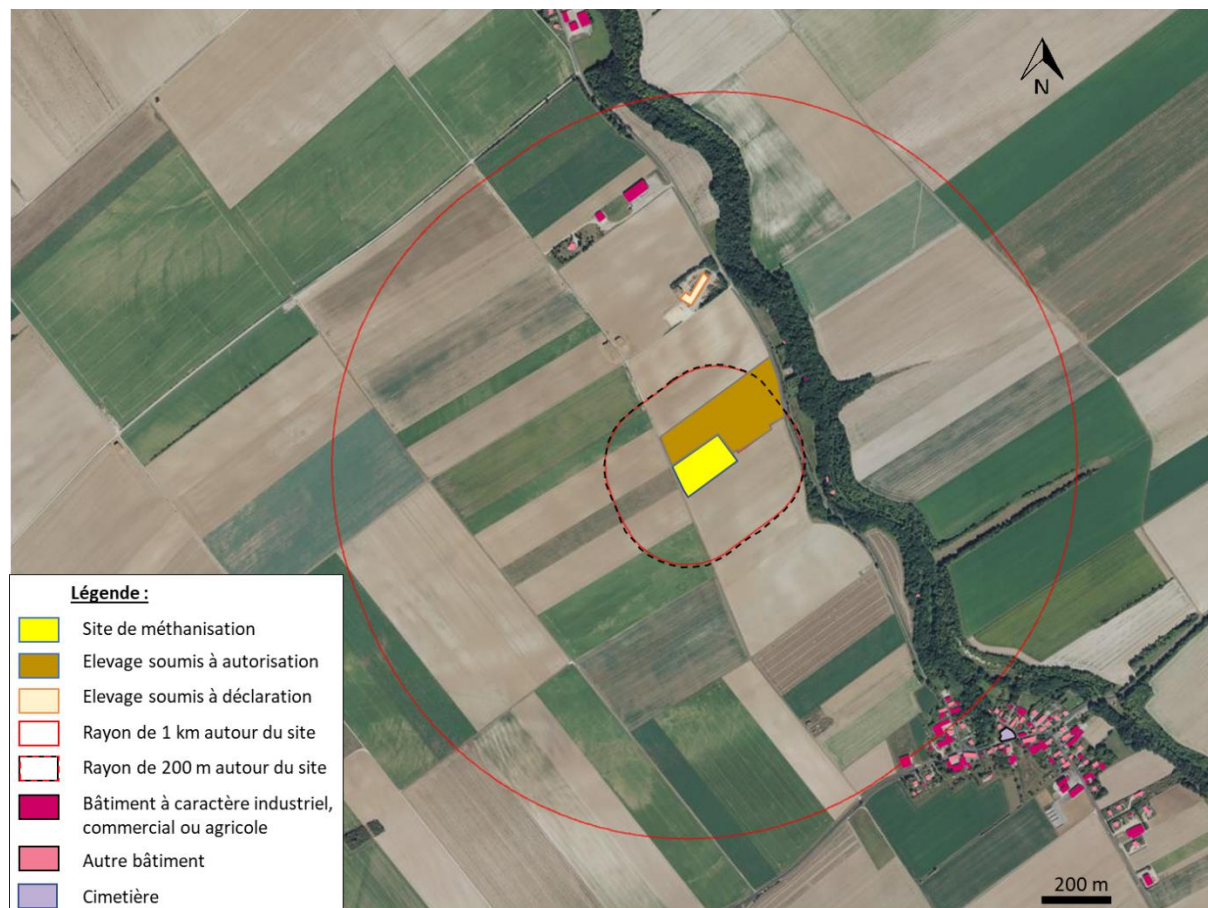 N
Légende :
Site de méthanisation
Elevage soumis à autorisation
Elevage soumis à déclaration
Rayon de 1 km autour du site
Rayon de 200 m autour du site
Bâtiment à caractère industriel,
commercial ou agricole
Autre bâtiment
Cimetière
200 m